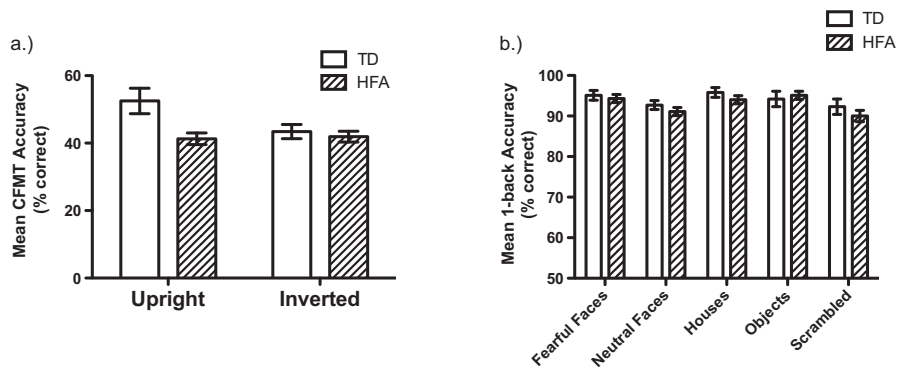 a.)
TD
HFA
Mean CFMT Accuracy
(% correct)
60
40
20
0
Upright
Inverted
b.)
TD
HFA
Mean 1-back Accuracy
(% correct)
100
90
80
70
60
50
Fearful Faces
Neutral Faces
Houses
Objects
Scrambled